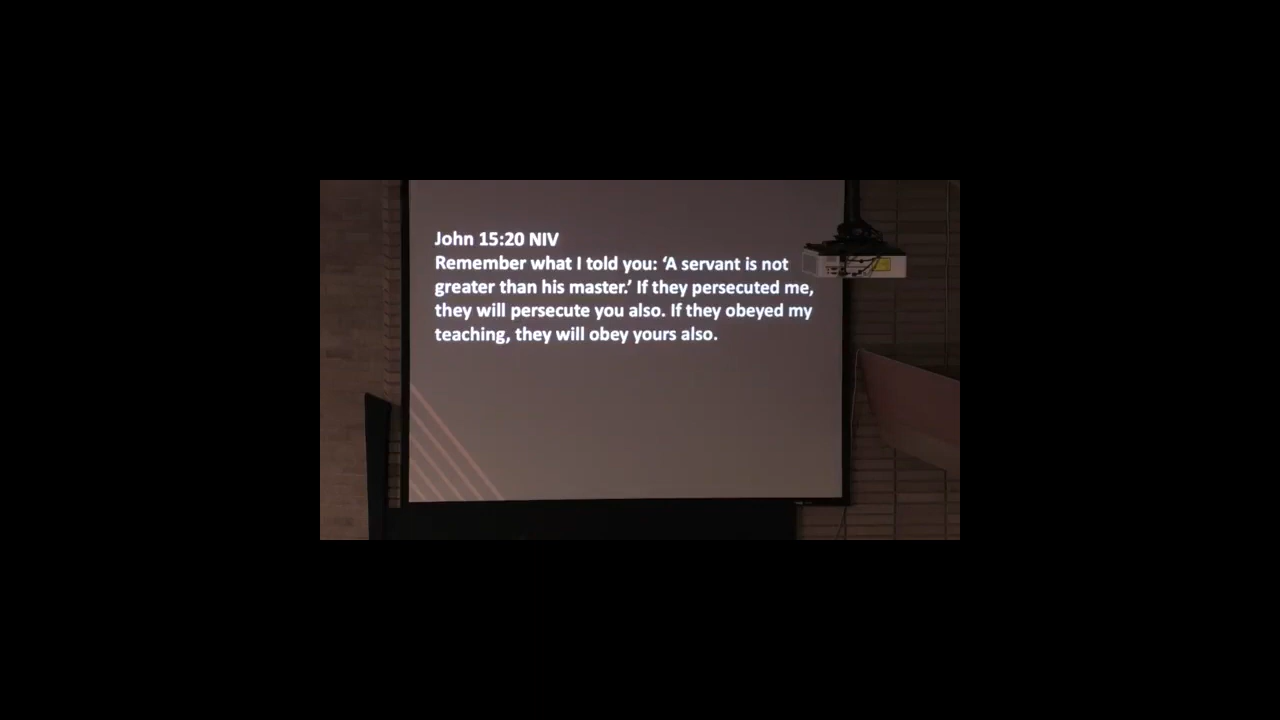 John 15:20 NIV
Remember what I told you: ‘A servant is not
greater than his master.’ If they persecuted me,
they will persecute you also. If they obeyed my
teaching, they will obey yours also.